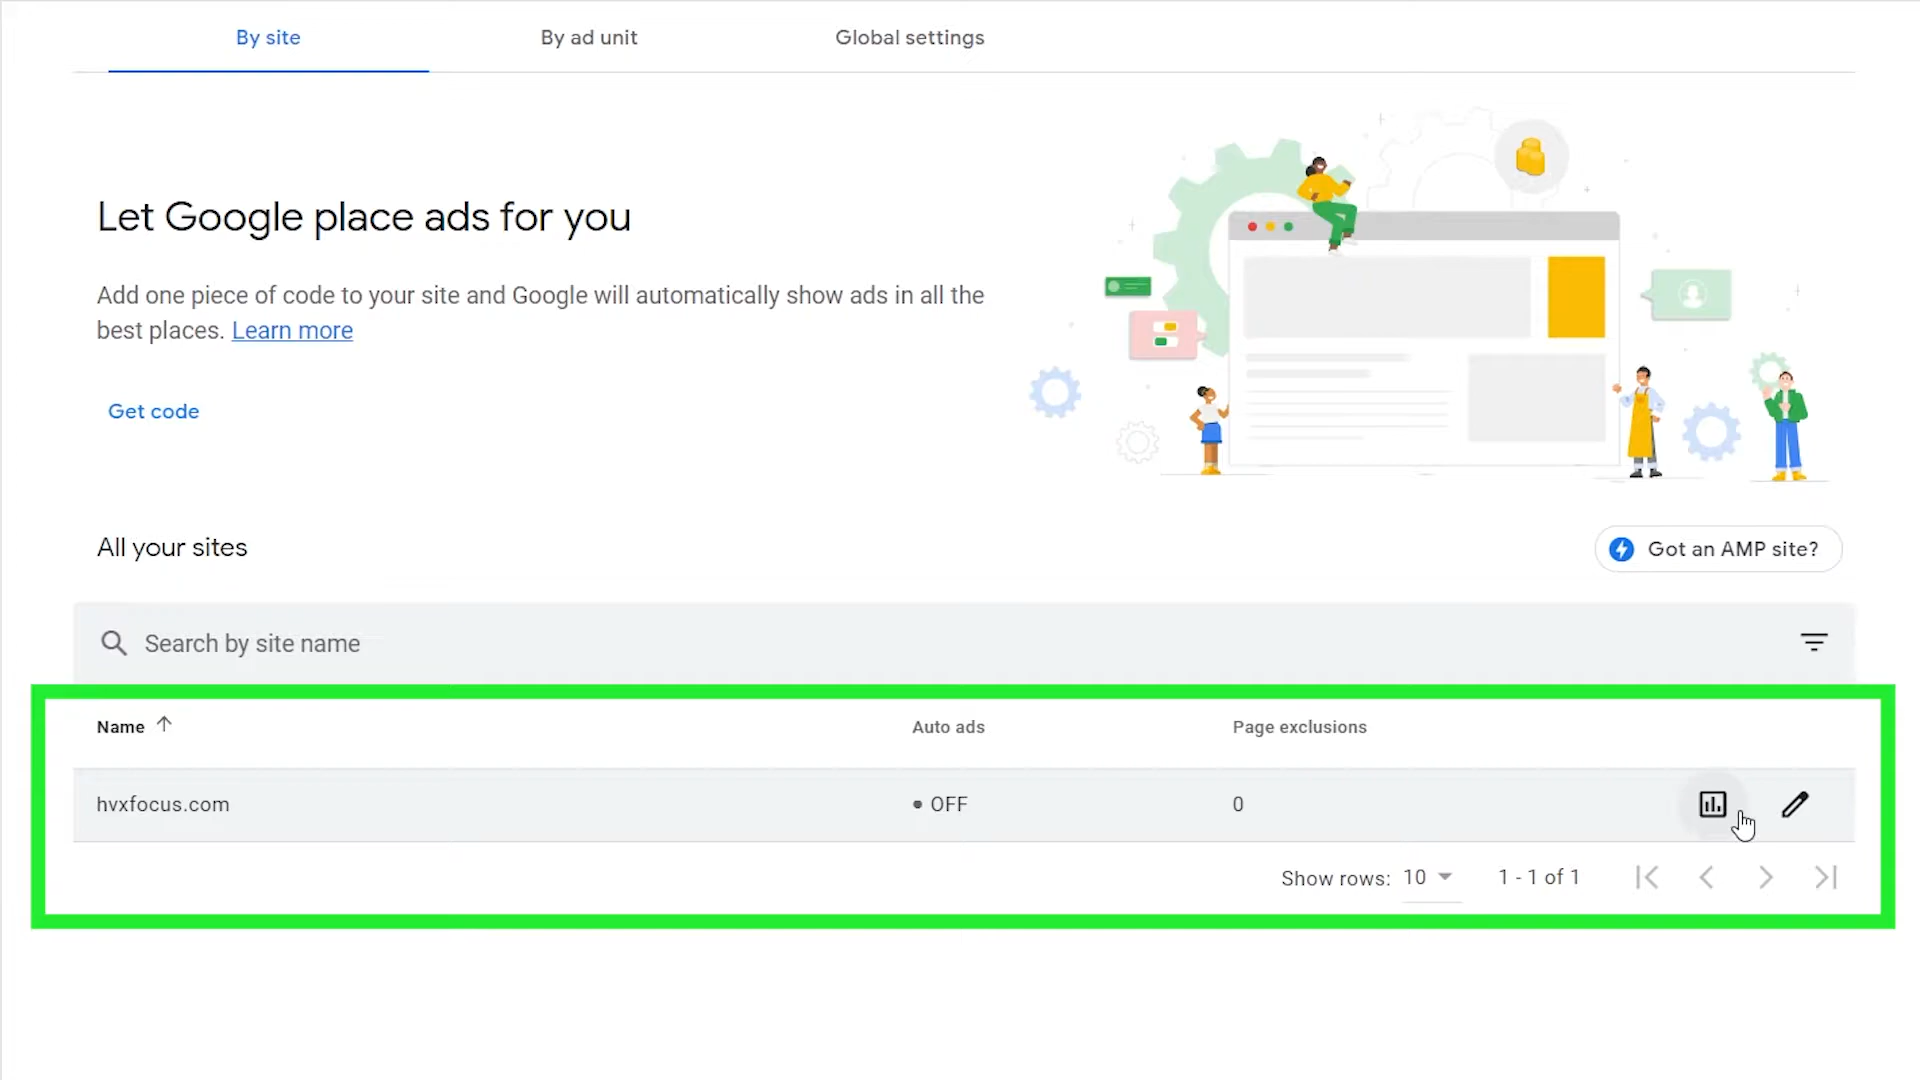 By site
By ad unit
Global settings
Let Google place ads for you
Add one piece of code to your site and Google will automatically show ads in all the
best places. Learn more
Get code
All your sites
Got an AMP site?
Search by site name
Name
Auto ads
Page exclusions
hvxfocus.com
OFF
0
Show rows: 10
1 - 1 of 1